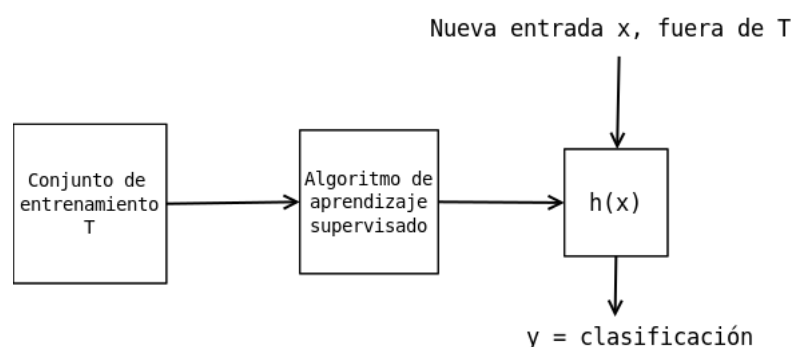 Nueva entrada x, fuera de T
Conjunto de
entrenamiento
T
Algoritmo de
aprendizaje
supervisado
h(x)
y = clasificación